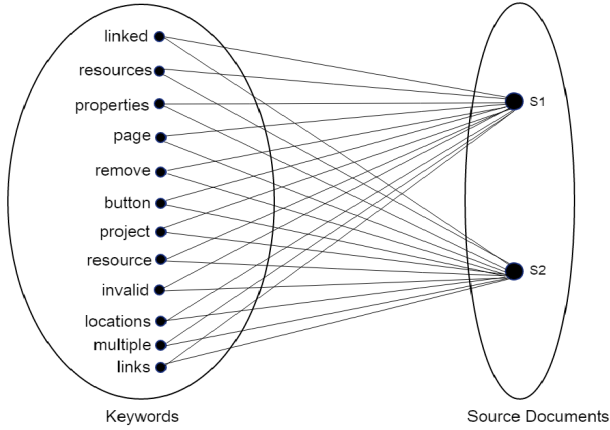 linked
resources
properties
page
remove
button
project
resource
invalid
locations
multiple
links
S1
S2
Keywords
Source Documents